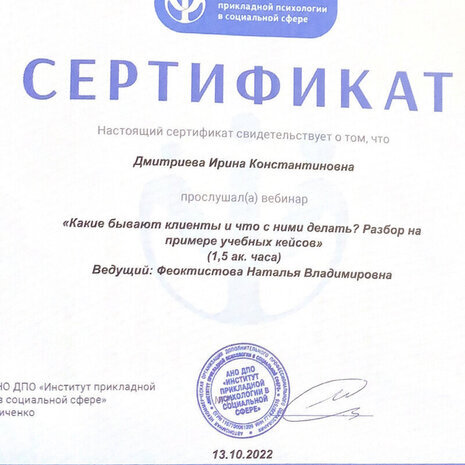 прикладной психологии
в социальной сфере
СЕРТИФИКАТ
Настоящий сертификат свидетельствует о том, что
Дмитриева Ирина Константиновна
прослушал(а) вебинар
«Какие бывают клиенты и что с ними делать? Разбор на
примере учебных кейсов»
(1,5 ак. часа)
Ведущий: Феоктистова Наталья Владимировна
НО ДПО «Институт прикладной
в социальной сфере»
иченко
АНО ДПО
«ИНСТИТУТ
ПРИКЛАДНОЙ
ПСИХОЛОГИИ В
СОЦИАЛЬНОЙ
СФЕРЕ»
13.10.2022